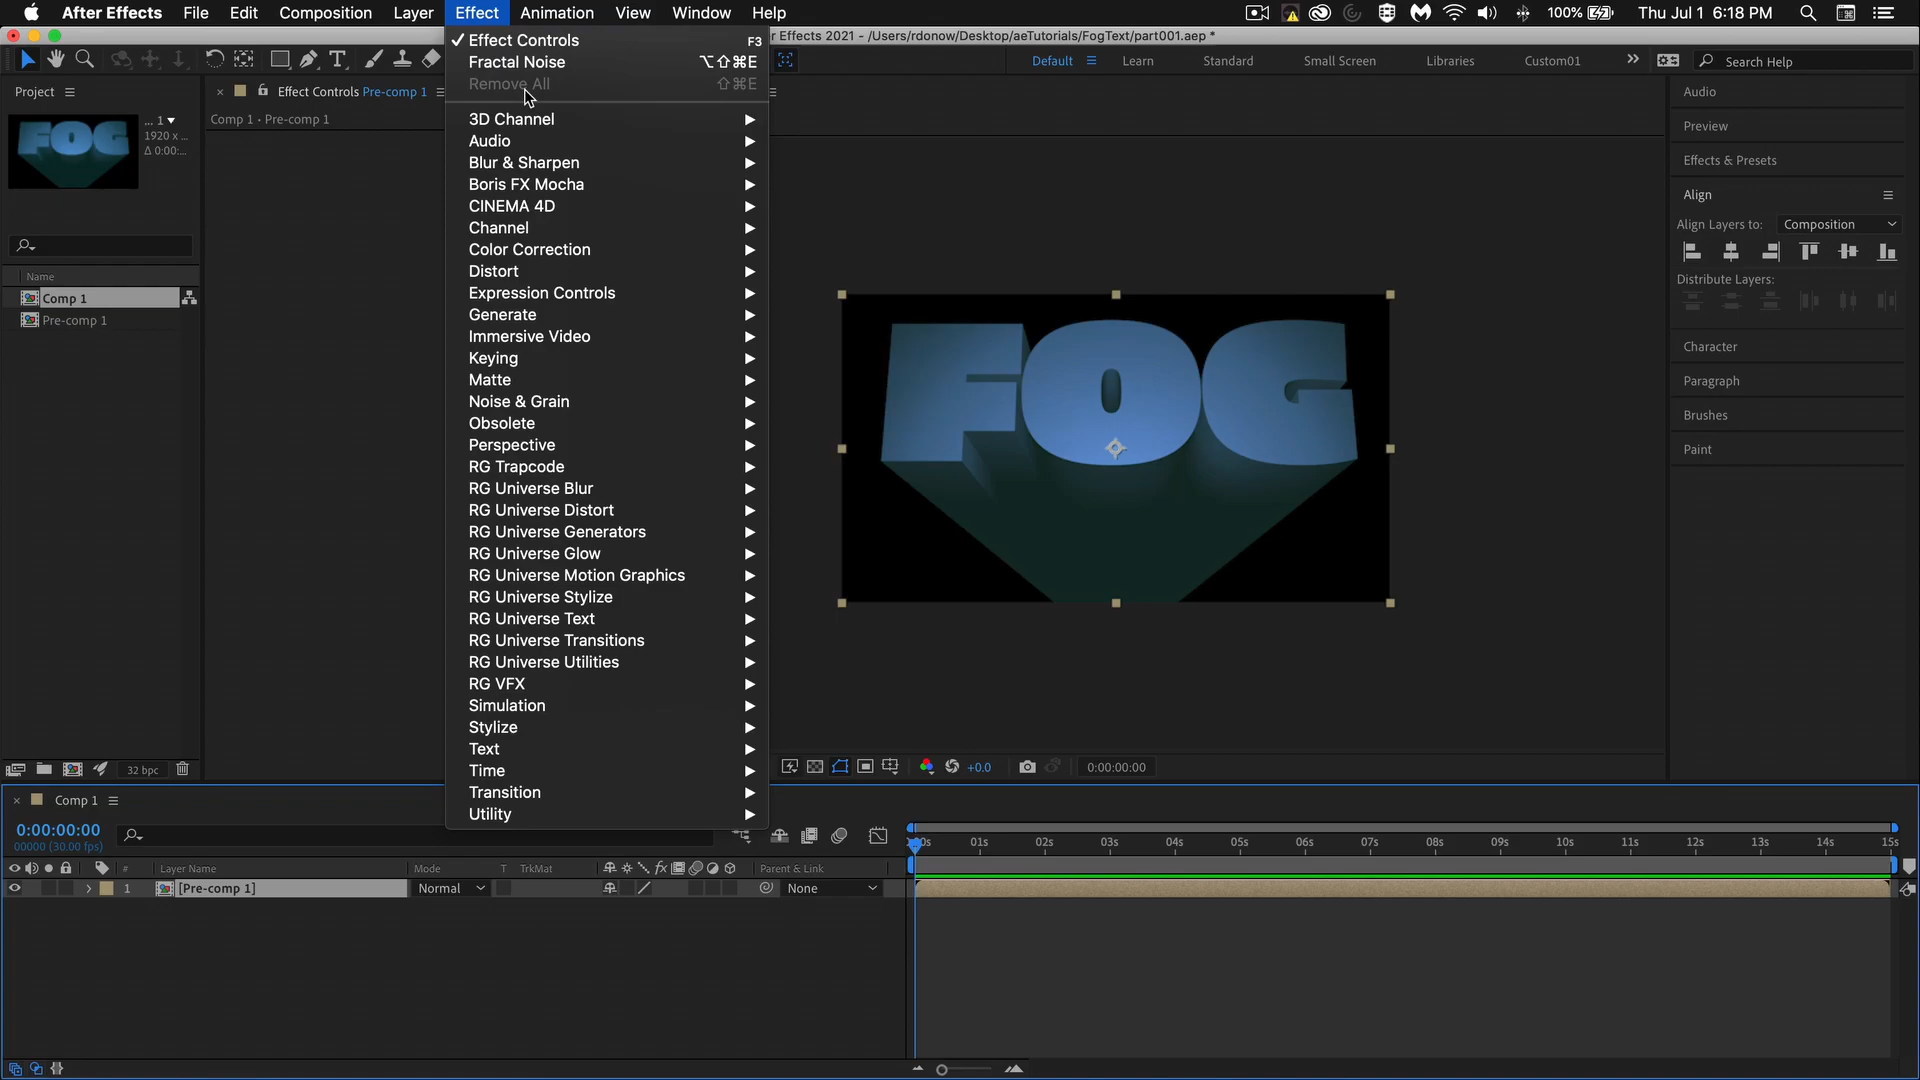 After Effects File Edit Composition Layer Effect Animation View Window Help 100% Thu Jul 1 6:18 PM
r Effects 2021 - /Users/rdonow/Desktop/aeTutorials/FogText/part001.aep *
Default Learn Standard Small Screen Libraries Custom01 Search Help
Project
Effect Controls Pre-comp 1
Comp 1 • Pre-comp 1
... 1
1920 x ...
Δ 0:00:...
Name
Comp 1
Pre-comp 1
32 bpc
Effect Controls F3
Fractal Noise ⌥⇧⌘E
Remove All ⇧⌘E
3D Channel
Audio
Blur & Sharpen
Boris FX Mocha
CINEMA 4D
Channel
Color Correction
Distort
Expression Controls
Generate
Immersive Video
Keying
Matte
Noise & Grain
Obsolete
Perspective
RG Trapcode
RG Universe Blur
RG Universe Distort
RG Universe Generators
RG Universe Glow
RG Universe Motion Graphics
RG Universe Stylize
RG Universe Text
RG Universe Transitions
RG Universe Utilities
RG VFX
Simulation
Stylize
Text
Time
Transition
Utility
FOG
FOG
+0.0 0:00:00:00
Audio
Preview
Effects & Presets
Align
Align Layers to: Composition
Distribute Layers:
Character
Paragraph
Brushes
Paint
Comp 1
0:00:00:00
00000 (30.00 fps)
# Layer Name Mode T TrkMat Parent & Link
1 [Pre-comp 1] Normal None
00s 01s 02s 03s 04s 05s 06s 07s 08s 09s 10s 11s 12s 13s 14s 15s